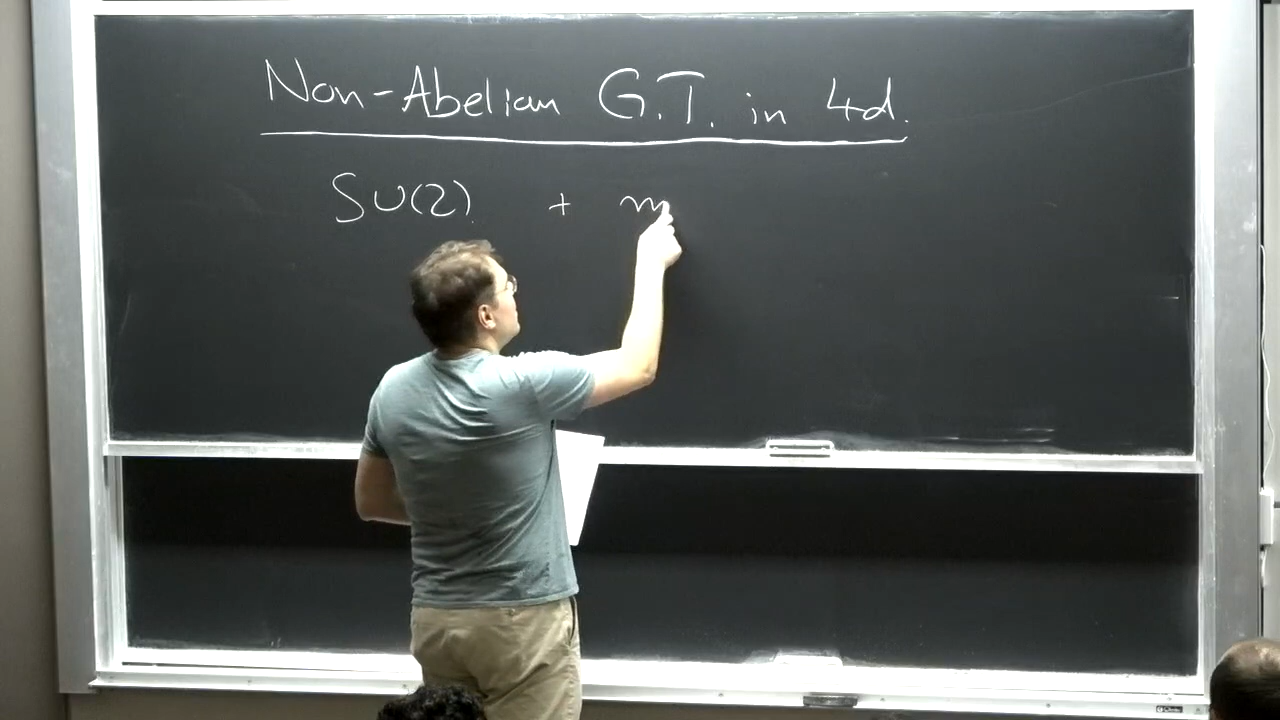 Non-Abelian G.T. in 4d.
SU(2) + m